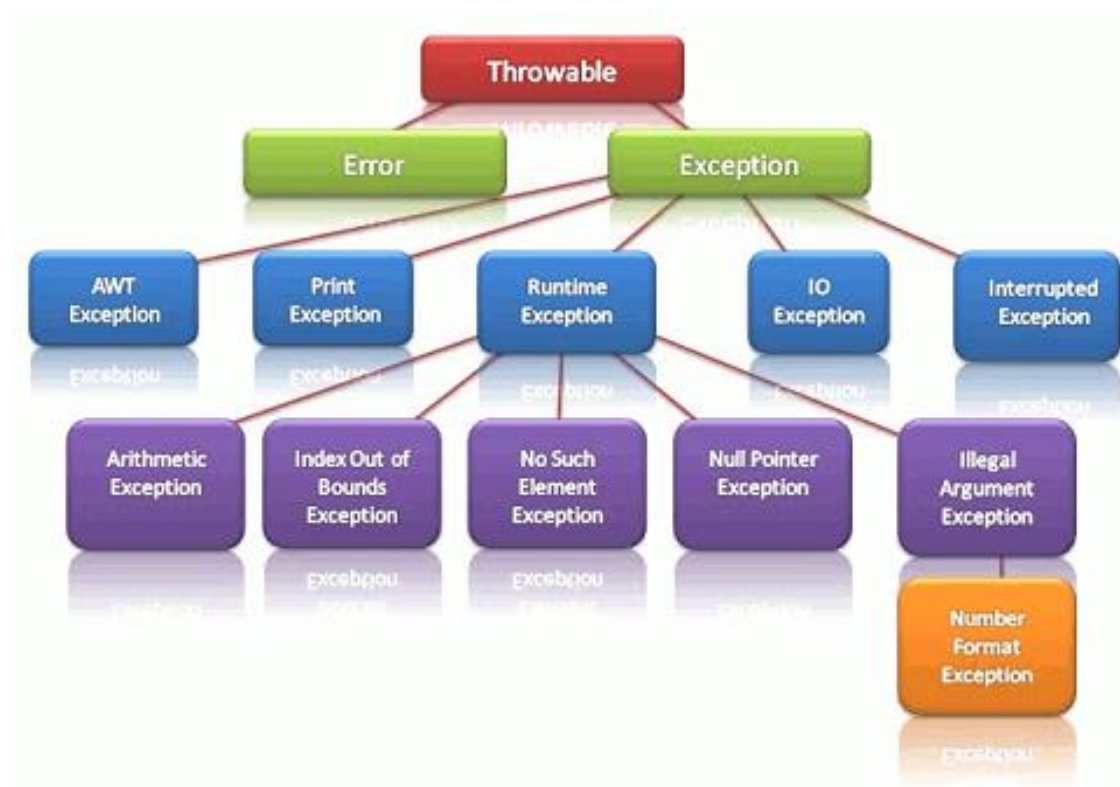 Throwable
Error
Exception
AWT
Exception
Print
Exception
Runtime
Exception
IO
Exception
Interrupted
Exception
Arithmetic
Exception
Index Out of
Bounds
Exception
No Such
Element
Exception
Null Pointer
Exception
Illegal
Argument
Exception
Number
Format
Exception